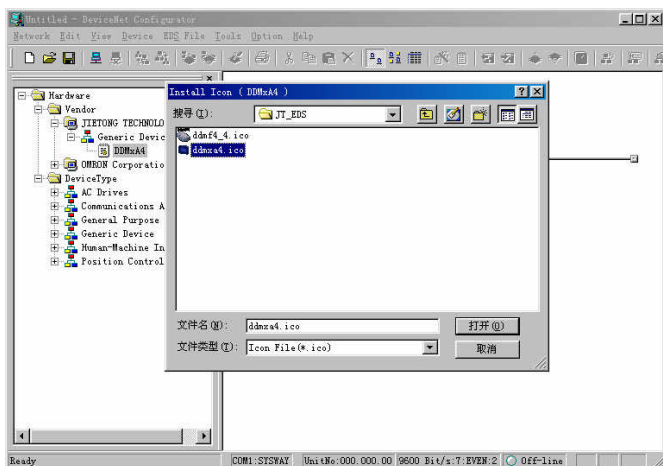 Untitled - DeviceNet Configurator
Network Edit View Device EDS File Tools Option Help
Install Icon ( DDMxA4 )
搜寻(I):
JT_EDS
ddmf4_4.ico
ddmxa4.ico
Hardware
Vendor
JIETONG TECHNOLO
Generic Devic
DDMxA4
OMRON Corporatio
DeviceType
AC Drives
Communications A
General Purpose
Generic Device
Human-Machine In
Position Control
文件名(N):
ddmxa4.ico
打开(O)
文件类型(T):
Icon File(*.ico)
取消
Ready
COM1:SYSWAY
UnitNo:000.000.00
9600 Bit/s:7:EVEN:2
Off-line